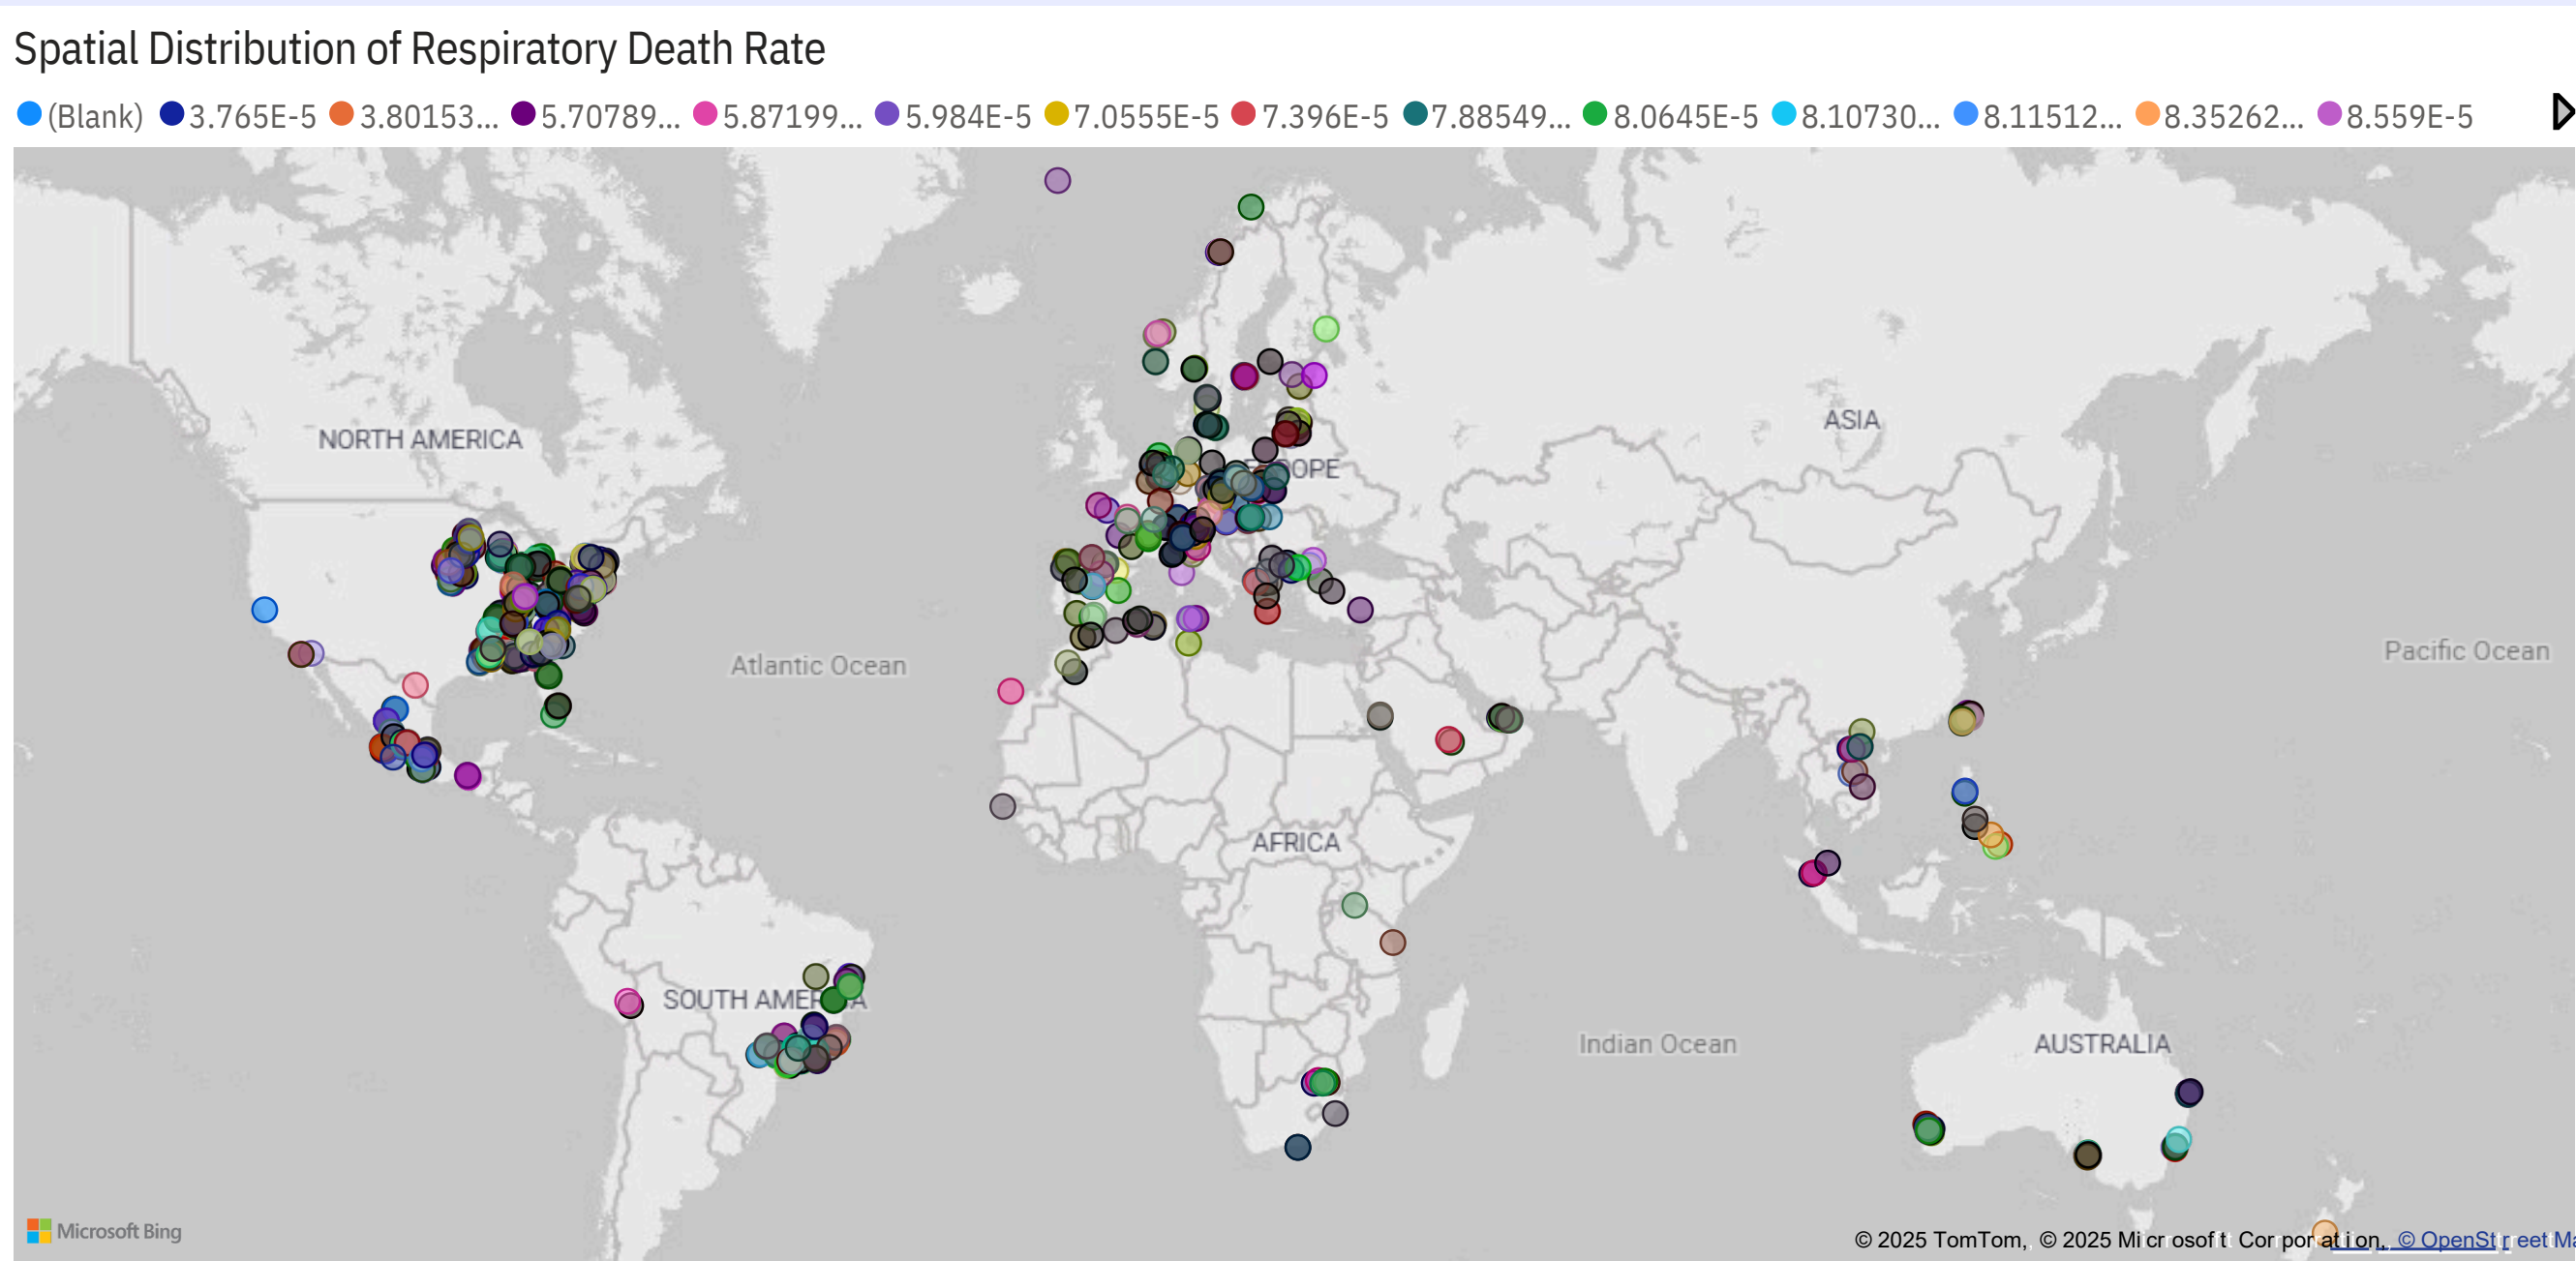 Spatial Distribution of Respiratory Death Rate
(Blank) 3.765E-5 3.80153... 5.70789... 5.87199... 5.984E-5 7.0555E-5 7.396E-5 7.88549... 8.0645E-5 8.10730... 8.11512... 8.35262... 8.559E-5
ASIA
NORTH AMERICA
EUROPE
Pacific Ocean
Atlantic Ocean
AFRICA
SOUTH AMERICA
Indian Ocean
AUSTRALIA
Microsoft Bing
© 2025 TomTom, © 2025 Microsoft Corporation, © OpenStreetMa